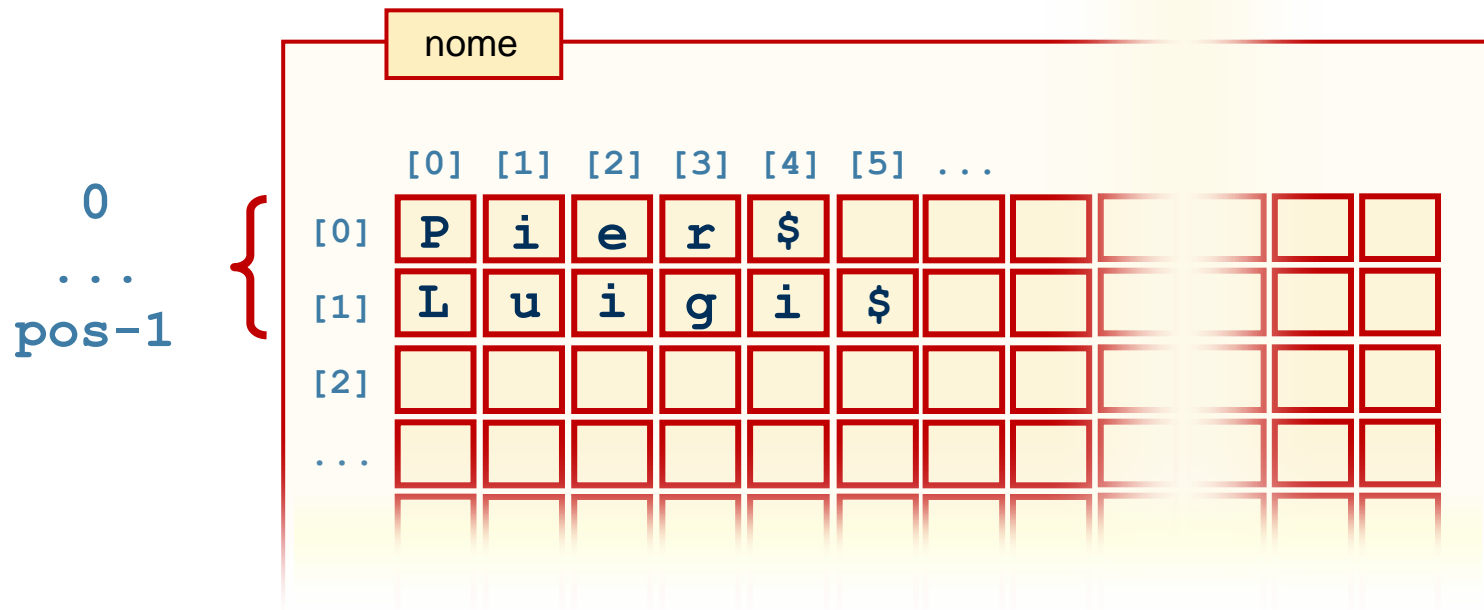 nome
[0] [1] [2] [3] [4] [5] ...
0
[0] P i e r $
...
[1] L u i g i $
pos-1
[2]
...